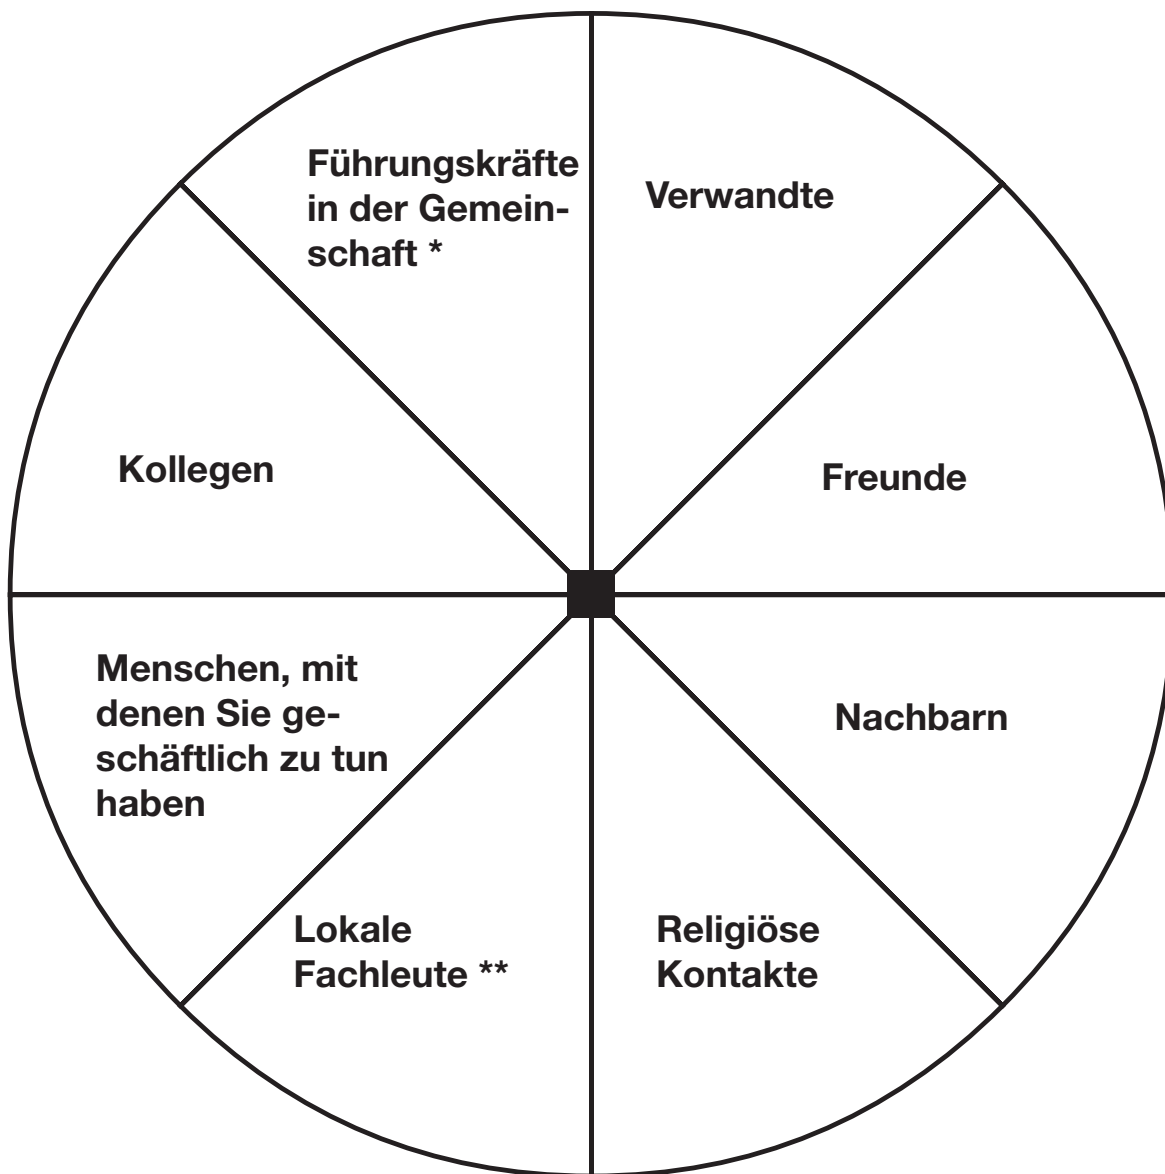 Führungskräfte
in der Gemein-
schaft *
Verwandte
Kollegen
Freunde
Menschen, mit
denen Sie ge-
schäftlich zu tun
haben
Nachbarn
Lokale
Fachleute **
Religiöse
Kontakte